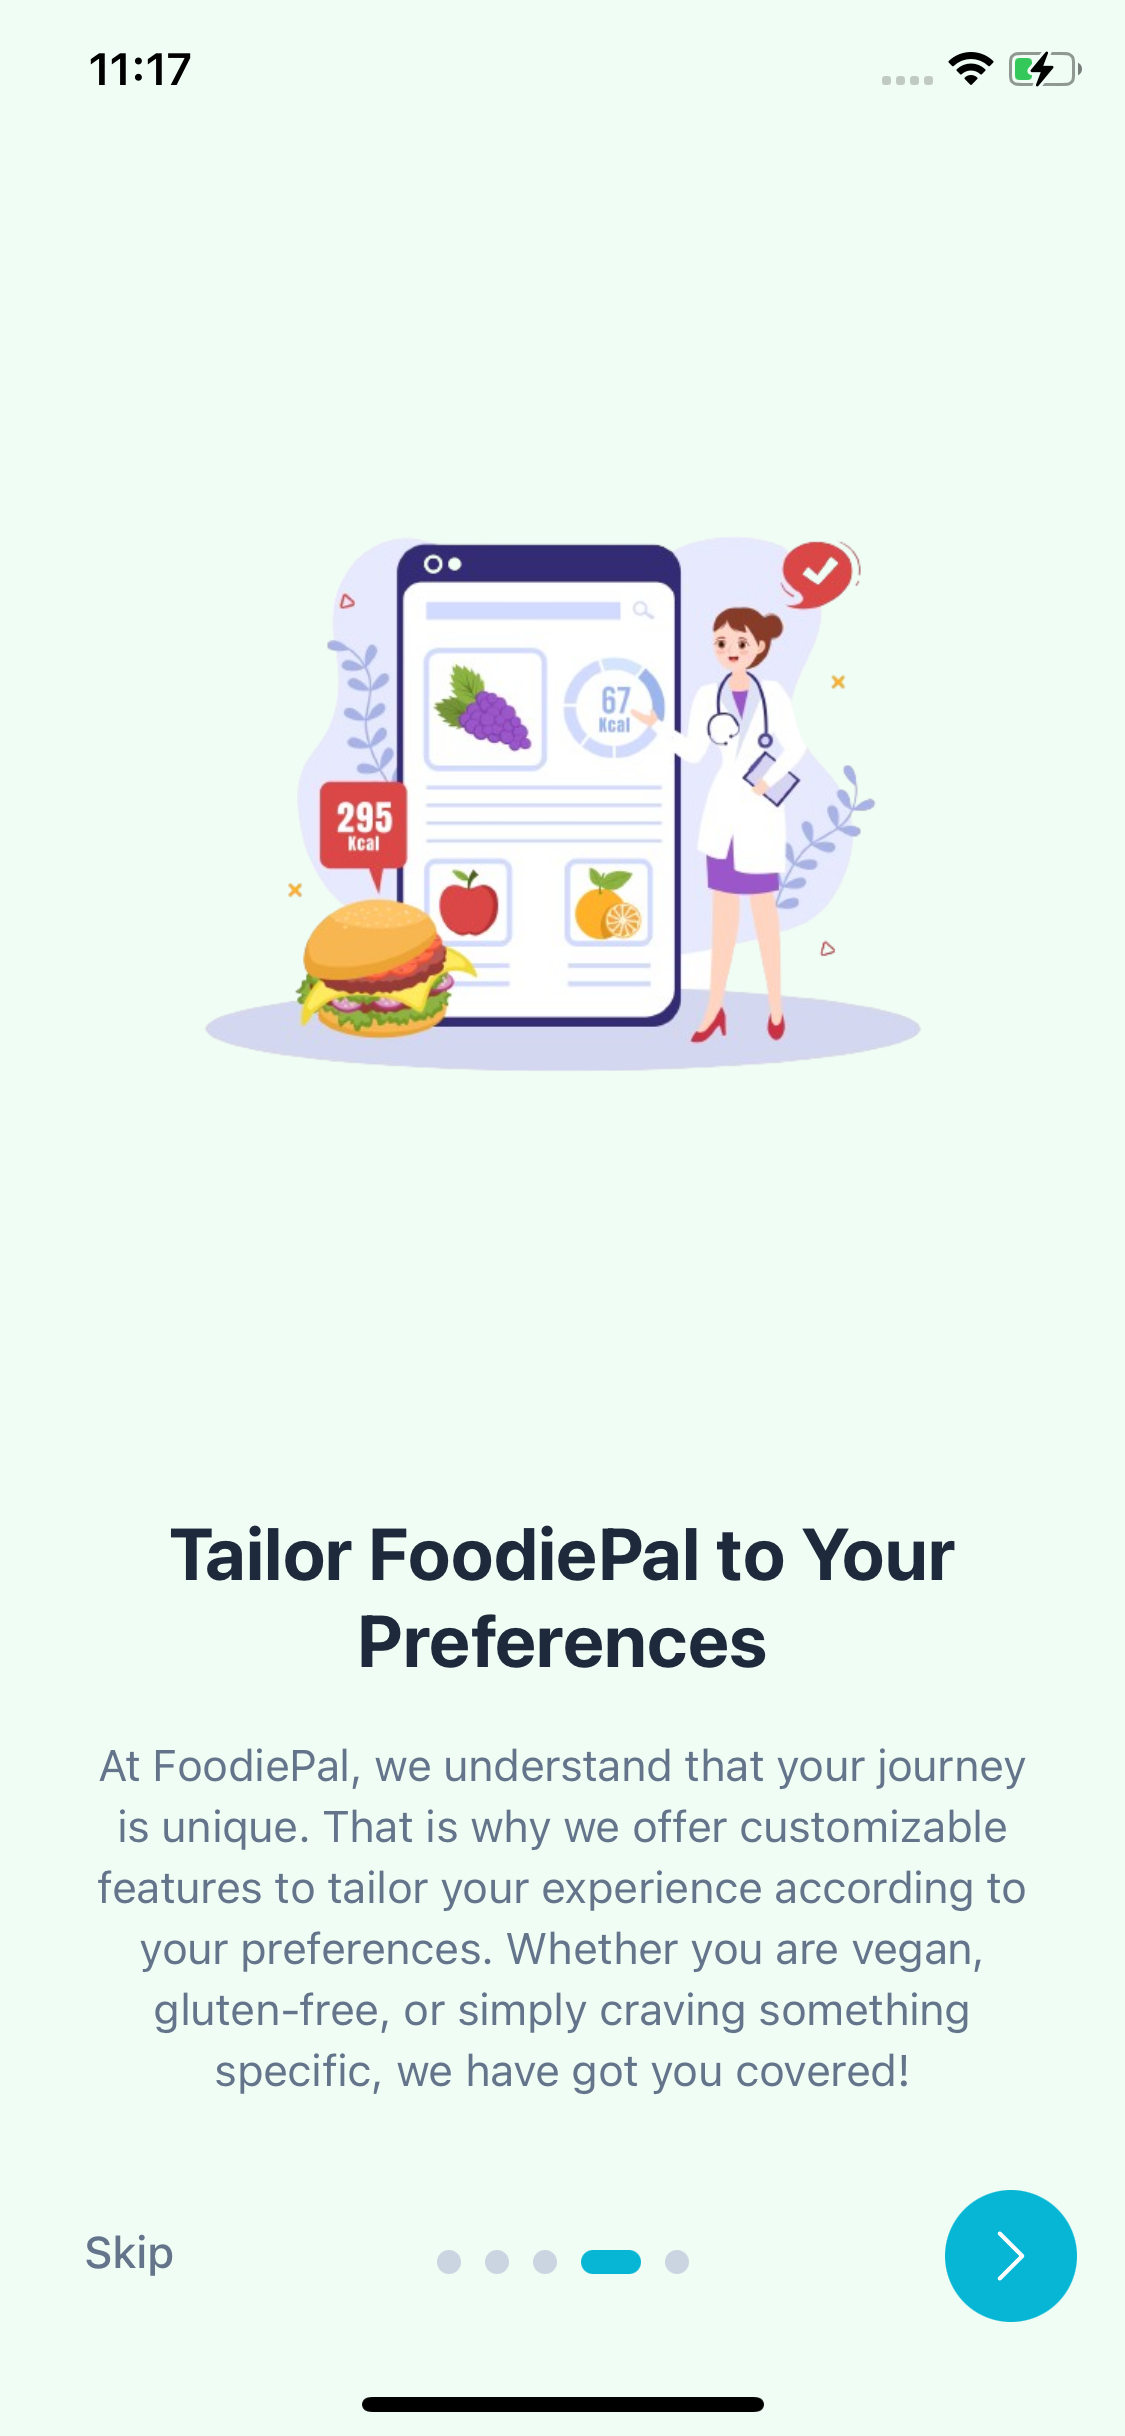 11:17
67
Kcal
295
Kcal
Tailor FoodiePal to Your
Preferences
At FoodiePal, we understand that your journey
is unique. That is why we offer customizable
features to tailor your experience according to
your preferences. Whether you are vegan,
gluten-free, or simply craving something
specific, we have got you covered!
Skip